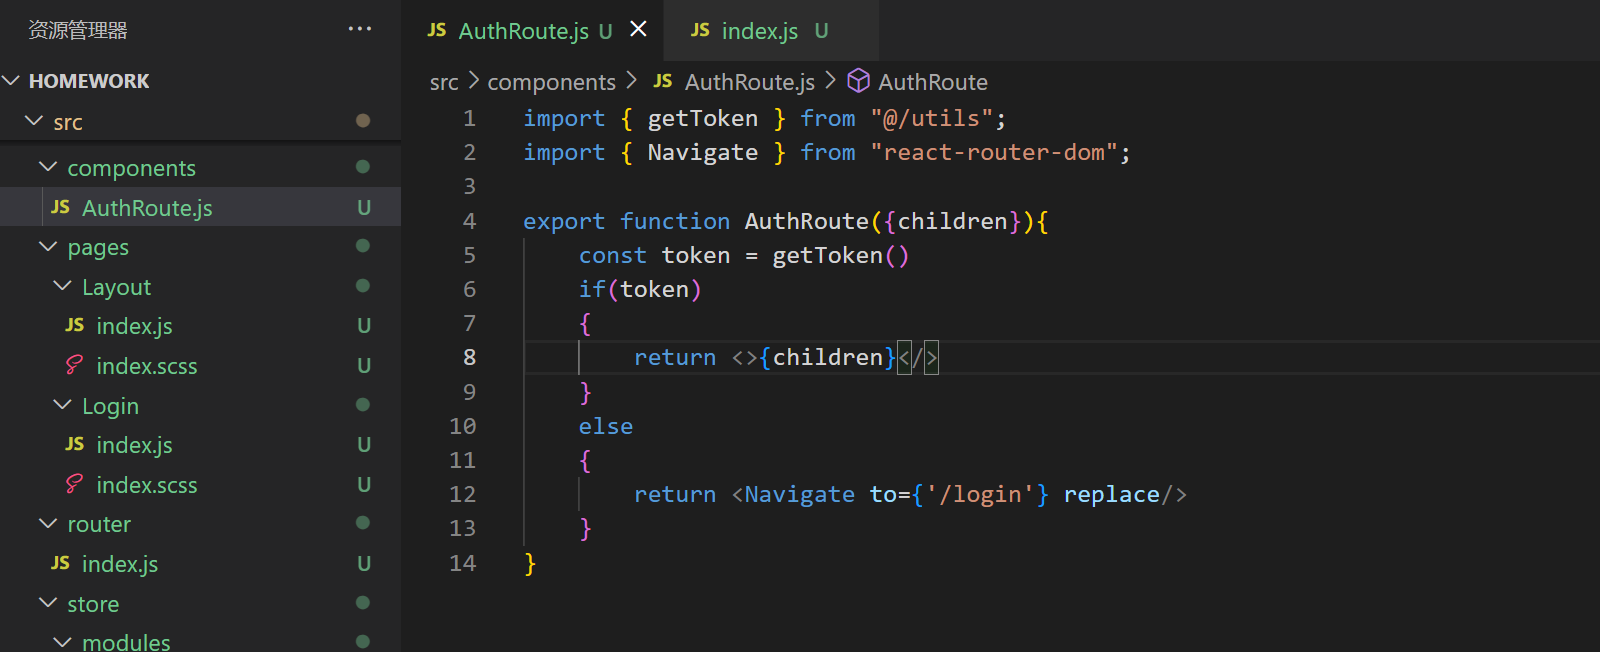 资源管理器 ···
HOMEWORK
src
components
JS AuthRoute.js U
pages
Layout
JS index.js U
index.scss U
Login
JS index.js U
index.scss U
router
JS index.js U
store
modules
JS AuthRoute.js U
JS index.js U
src > components > JS AuthRoute.js > AuthRoute
1 import { getToken } from "@/utils";
2 import { Navigate } from "react-router-dom";
3
4 export function AuthRoute({children}){
5 const token = getToken()
6 if(token)
7 {
8 return <>{children}</>
9 }
10 else
11 {
12 return <Navigate to={'/login'} replace/>
13 }
14 }